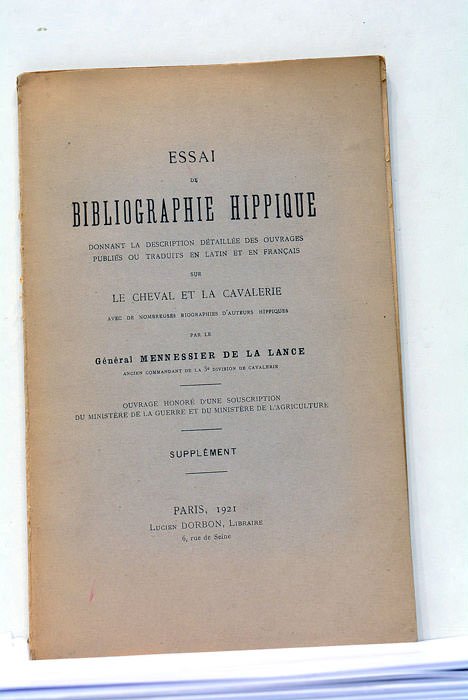 ESSAI
DE
BIBLIOGRAPHIE HIPPIQUE
DONNANT LA DESCRIPTION DÉTAILLÉE DES OUVRAGES
PUBLIÉS OU TRADUITS EN LATIN ET EN FRANÇAIS
SUR
LE CHEVAL ET LA CAVALERIE
AVEC DE NOMBREUSES BIOGRAPHIES D'AUTEURS HIPPIQUES
PAR LE
Général MENNESSIER DE LA LANCE
ANCIEN COMMANDANT DE LA 3e DIVISION DE CAVALERIE
OUVRAGE HONORÉ D'UNE SOUSCRIPTION
DU MINISTÈRE DE LA GUERRE ET DU MINISTÈRE DE L'AGRICULTURE
SUPPLÉMENT
PARIS, 1921
LUCIEN DORBON, LIBRAIRE
6, rue de Seine